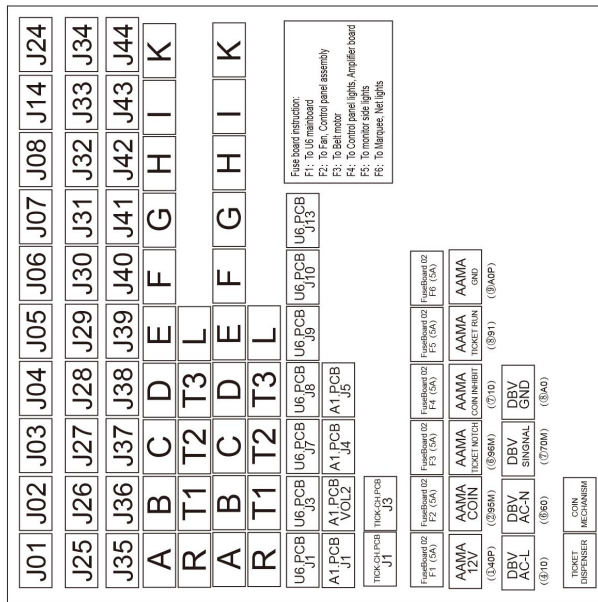 J01 J02 J03 J04 J05 J06 J07 J08 J14 J24
J25 J26 J27 J28 J29 J30 J31 J32 J33 J34
J35 J36 J37 J38 J39 J40 J41 J42 J43 J44
A B C D E F G H I K
R T1 T2 T3 L
A B C D E F G H I K
R T1 T2 T3 L
U6,PCB U6,PCB U6,PCB U6,PCB U6,PCB U6,PCB U6,PCB
J1 J3 J7 J8 J9 J10 J13
A1,PCB A1,PCB A1,PCB A1,PCB
J1 VOL2 J4 J5
TICK-CH.PCB TICK-CH.PCB
J1 J3
Fuse board instruction:
F1: To U6 mainboard
F2: To Fan, Control panel assembly
F3: To Belt motor
F4: To Control panel lights, Amplifier board
F5: To monitor side lights
F6: To Marquee, Net lights
FuseBoard 02 FuseBoard 02 FuseBoard 02 FuseBoard 02 FuseBoard 02 FuseBoard 02
F1 (5A) F2 (5A) F3 (5A) F4 (5A) F5 (5A) F6 (5A)
AAMA AAMA AAMA AAMA AAMA AAMA
12V COIN TICKET NOTCH COIN INHIBIT TICKET RUN GND
(①40P) (②95M) (⑥96M) (⑦10) (⑧91) (⑨A0P)
DBV DBV DBV DBV
AC-L AC-N SINGNAL GND
(④10) (⑥60) (⑦70M) (⑧A0)
TICKET COIN
DISPENSER MECHANISM